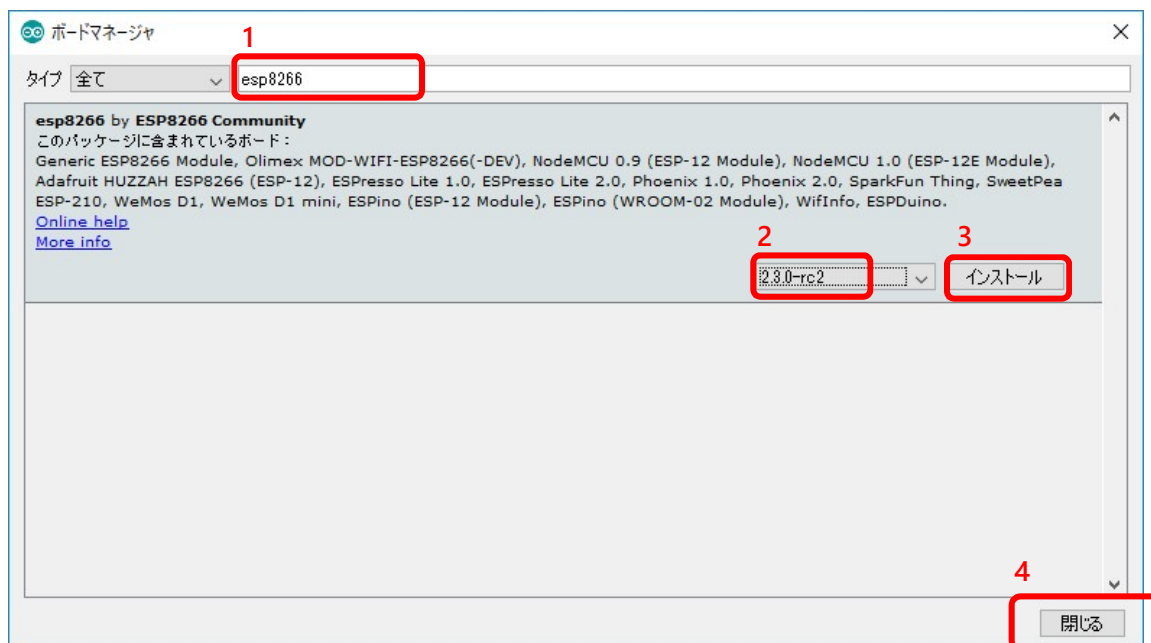 ボードマネージャ
1
タイプ 全て esp8266
esp8266 by ESP8266 Community
このパッケージに含まれているボード：
Generic ESP8266 Module, Olimex MOD-WIFI-ESP8266(-DEV), NodeMCU 0.9 (ESP-12 Module), NodeMCU 1.0 (ESP-12E Module),
Adafruit HUZZAH ESP8266 (ESP-12), ESPresso Lite 1.0, ESPresso Lite 2.0, Phoenix 1.0, Phoenix 2.0, SparkFun Thing, SweetPea
ESP-210, WeMos D1, WeMos D1 mini, ESPino (ESP-12 Module), ESPino (WROOM-02 Module), WifInfo, ESPDuino.
Online help
More info
2 3
2.3.0-rc2 インストール
4
閉じる